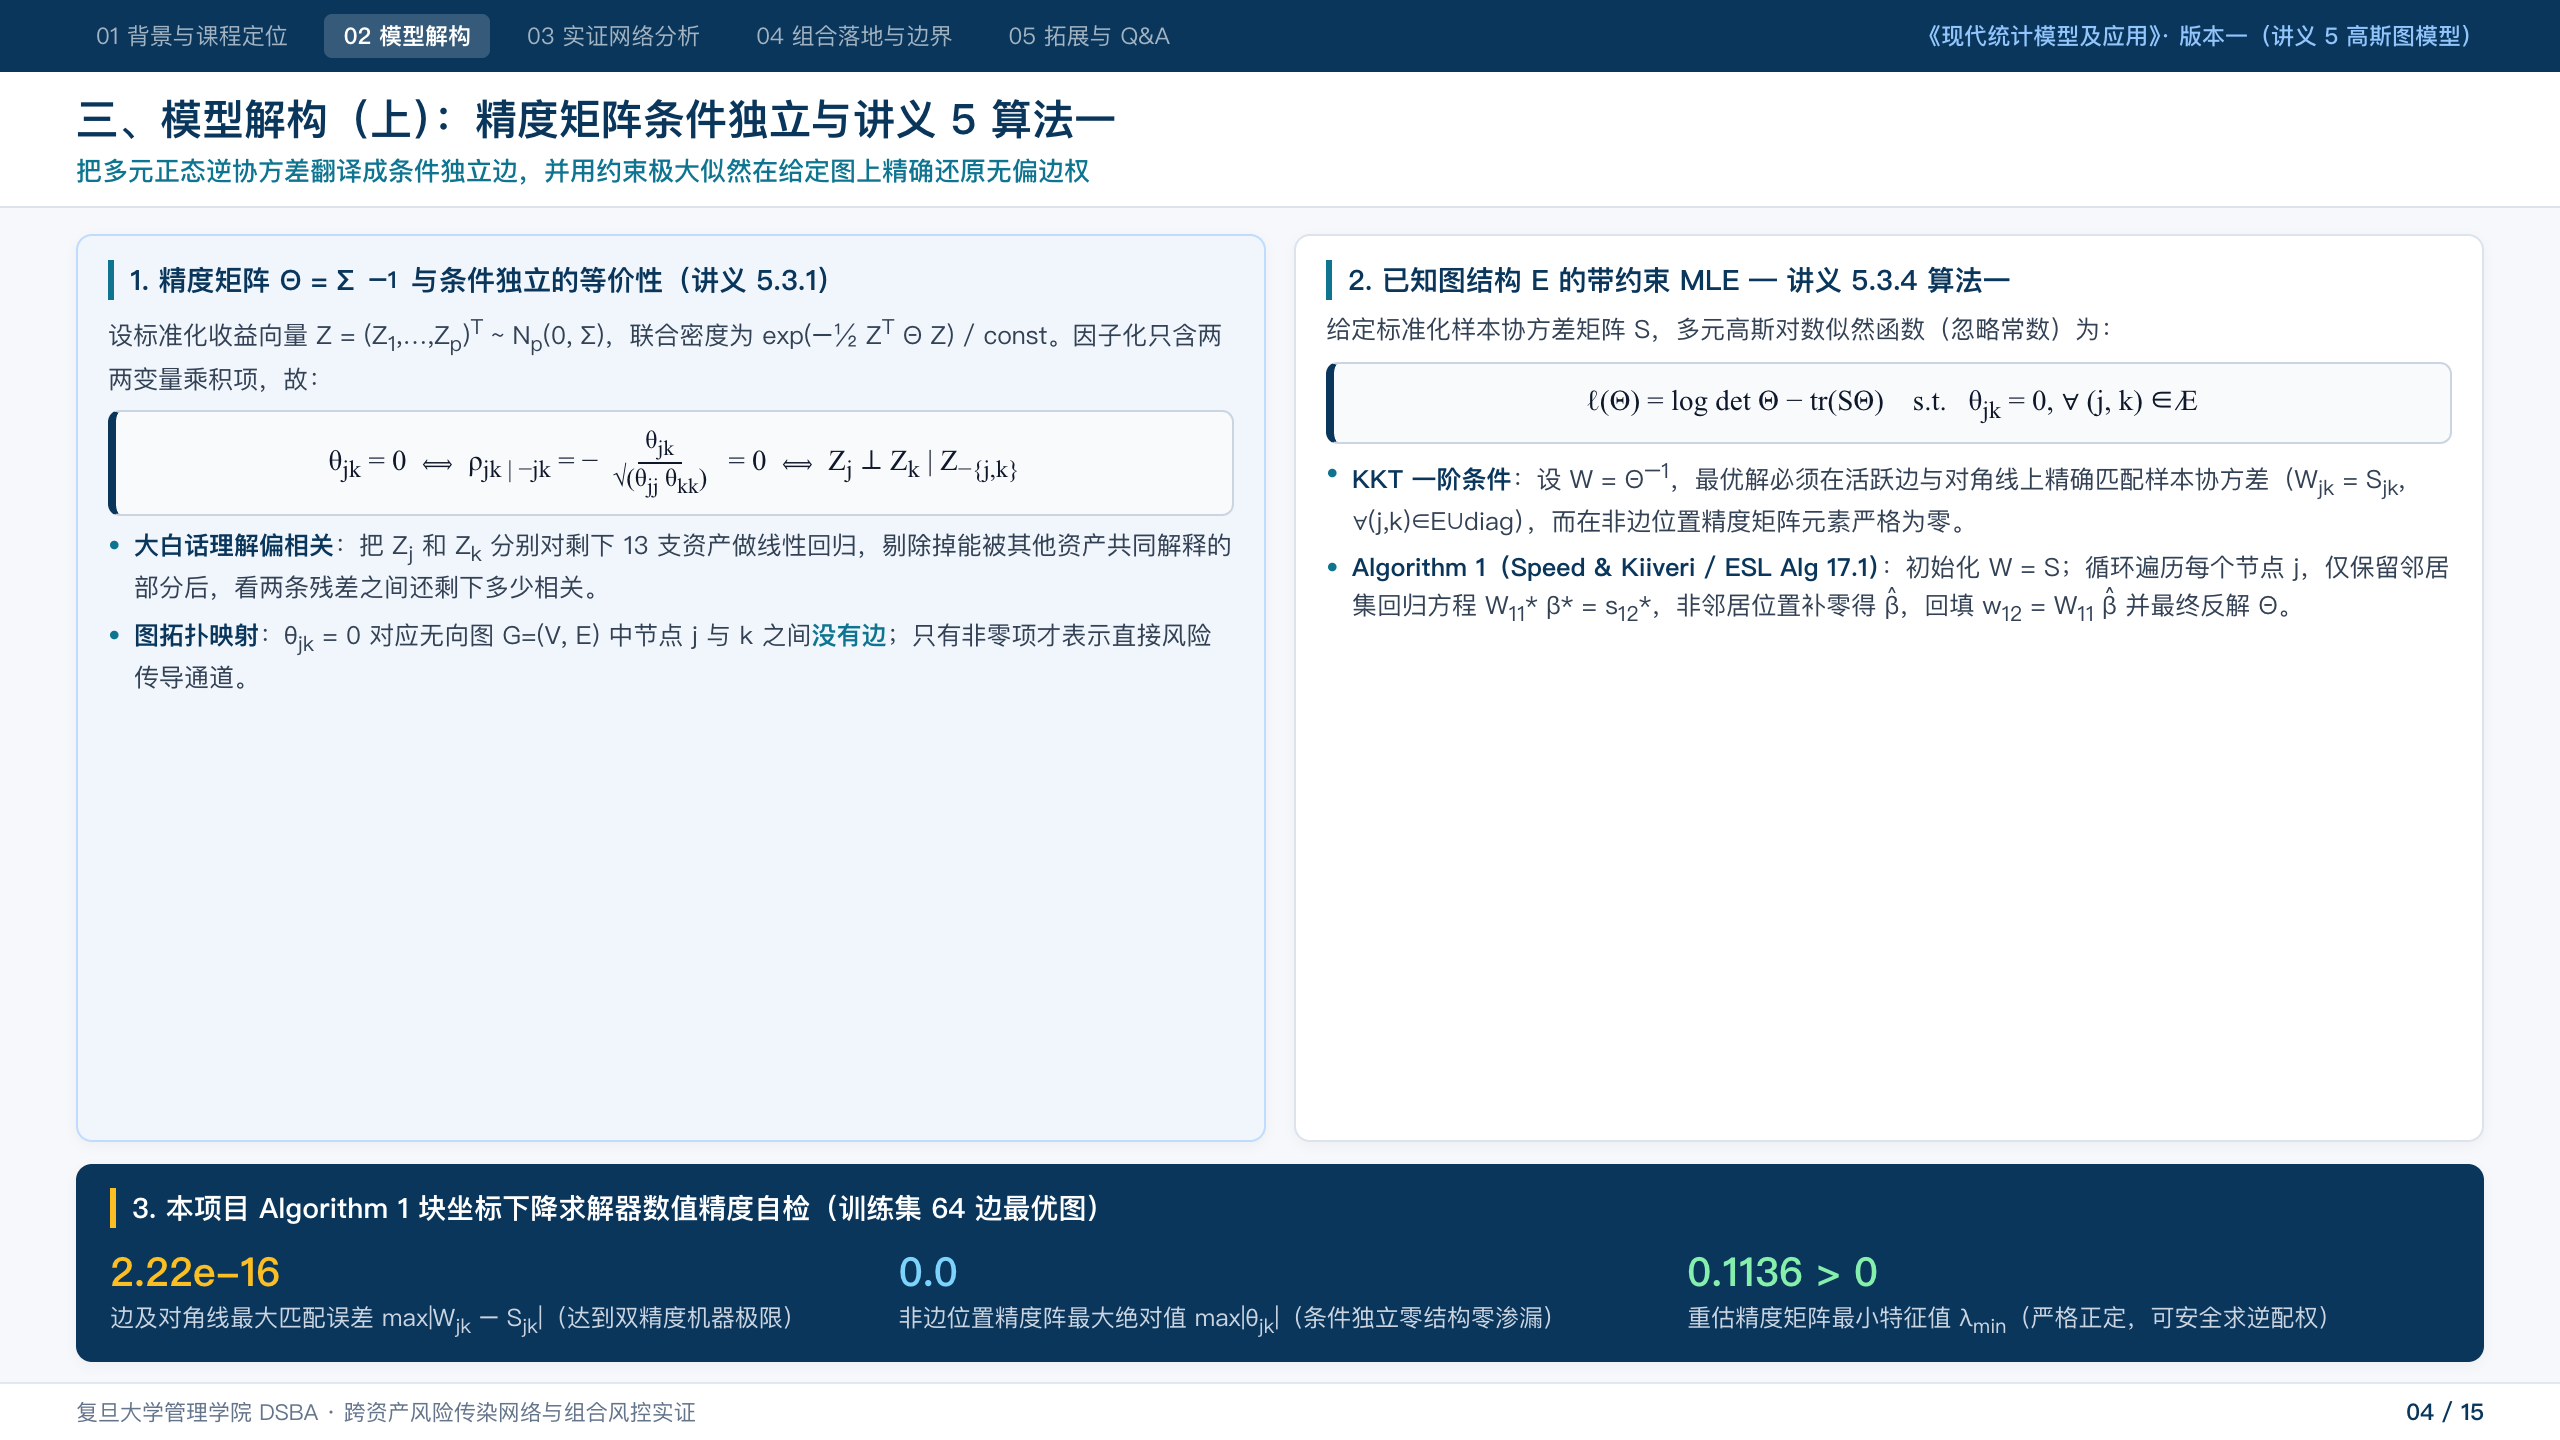 01 背景与课程定位 02 模型解构 03 实证网络分析 04 组合落地与边界 05 拓展与 Q&A 《现代统计模型及应用》· 版本一（讲义 5 高斯图模型）
三、模型解构（上）：精度矩阵条件独立与讲义 5 算法一
把多元正态逆协方差翻译成条件独立边，并用约束极大似然在给定图上精确还原无偏边权
1. 精度矩阵 Θ = Σ −1 与条件独立的等价性（讲义 5.3.1）
设标准化收益向量 Z = (Z₁,…,Zₚ)ᵀ ~ Nₚ(0, Σ)，联合密度为 exp(−½ Zᵀ Θ Z) / const。因子化只含两
两变量乘积项，故：
θ_jk = 0 ⟺ ρ_jk | −jk = − θ_jk / √(θ_jj θ_kk) = 0 ⟺ Z_j ⊥ Z_k | Z_−{j,k}
• 大白话理解偏相关：把 Z_j 和 Z_k 分别对剩下 13 支资产做线性回归，剔除掉能被其他资产共同解释的
部分后，看两条残差之间还剩下多少相关。
• 图拓扑映射：θ_jk = 0 对应无向图 G=(V, E) 中节点 j 与 k 之间没有边；只有非零项才表示直接风险
传导通道。
2. 已知图结构 E 的带约束 MLE — 讲义 5.3.4 算法一
给定标准化样本协方差矩阵 S，多元高斯对数似然函数（忽略常数）为：
ℓ(Θ) = log det Θ − tr(SΘ) s.t. θ_jk = 0, ∀ (j, k) ∈Æ
• KKT 一阶条件：设 W = Θ⁻¹，最优解必须在活跃边与对角线上精确匹配样本协方差（W_jk = S_jk,
∀(j,k)∈E∪diag），而在非边位置精度矩阵元素严格为零。
• Algorithm 1（Speed & Kiiveri / ESL Alg 17.1）：初始化 W = S；循环遍历每个节点 j，仅保留邻居
集回归方程 W₁₁* β* = s₁₂*，非邻居位置补零得 β̂，回填 w₁₂ = W₁₁ β̂ 并最终反解 Θ。
3. 本项目 Algorithm 1 块坐标下降求解器数值精度自检（训练集 64 边最优图）
2.22e−16
边及对角线最大匹配误差 max|W_jk − S_jk|（达到双精度机器极限）
0.0
非边位置精度阵最大绝对值 max|θ_jk|（条件独立零结构零渗漏）
0.1136 > 0
重估精度矩阵最小特征值 λ_min（严格正定，可安全求逆配权）
复旦大学管理学院 DSBA · 跨资产风险传染网络与组合风控实证
04 / 15